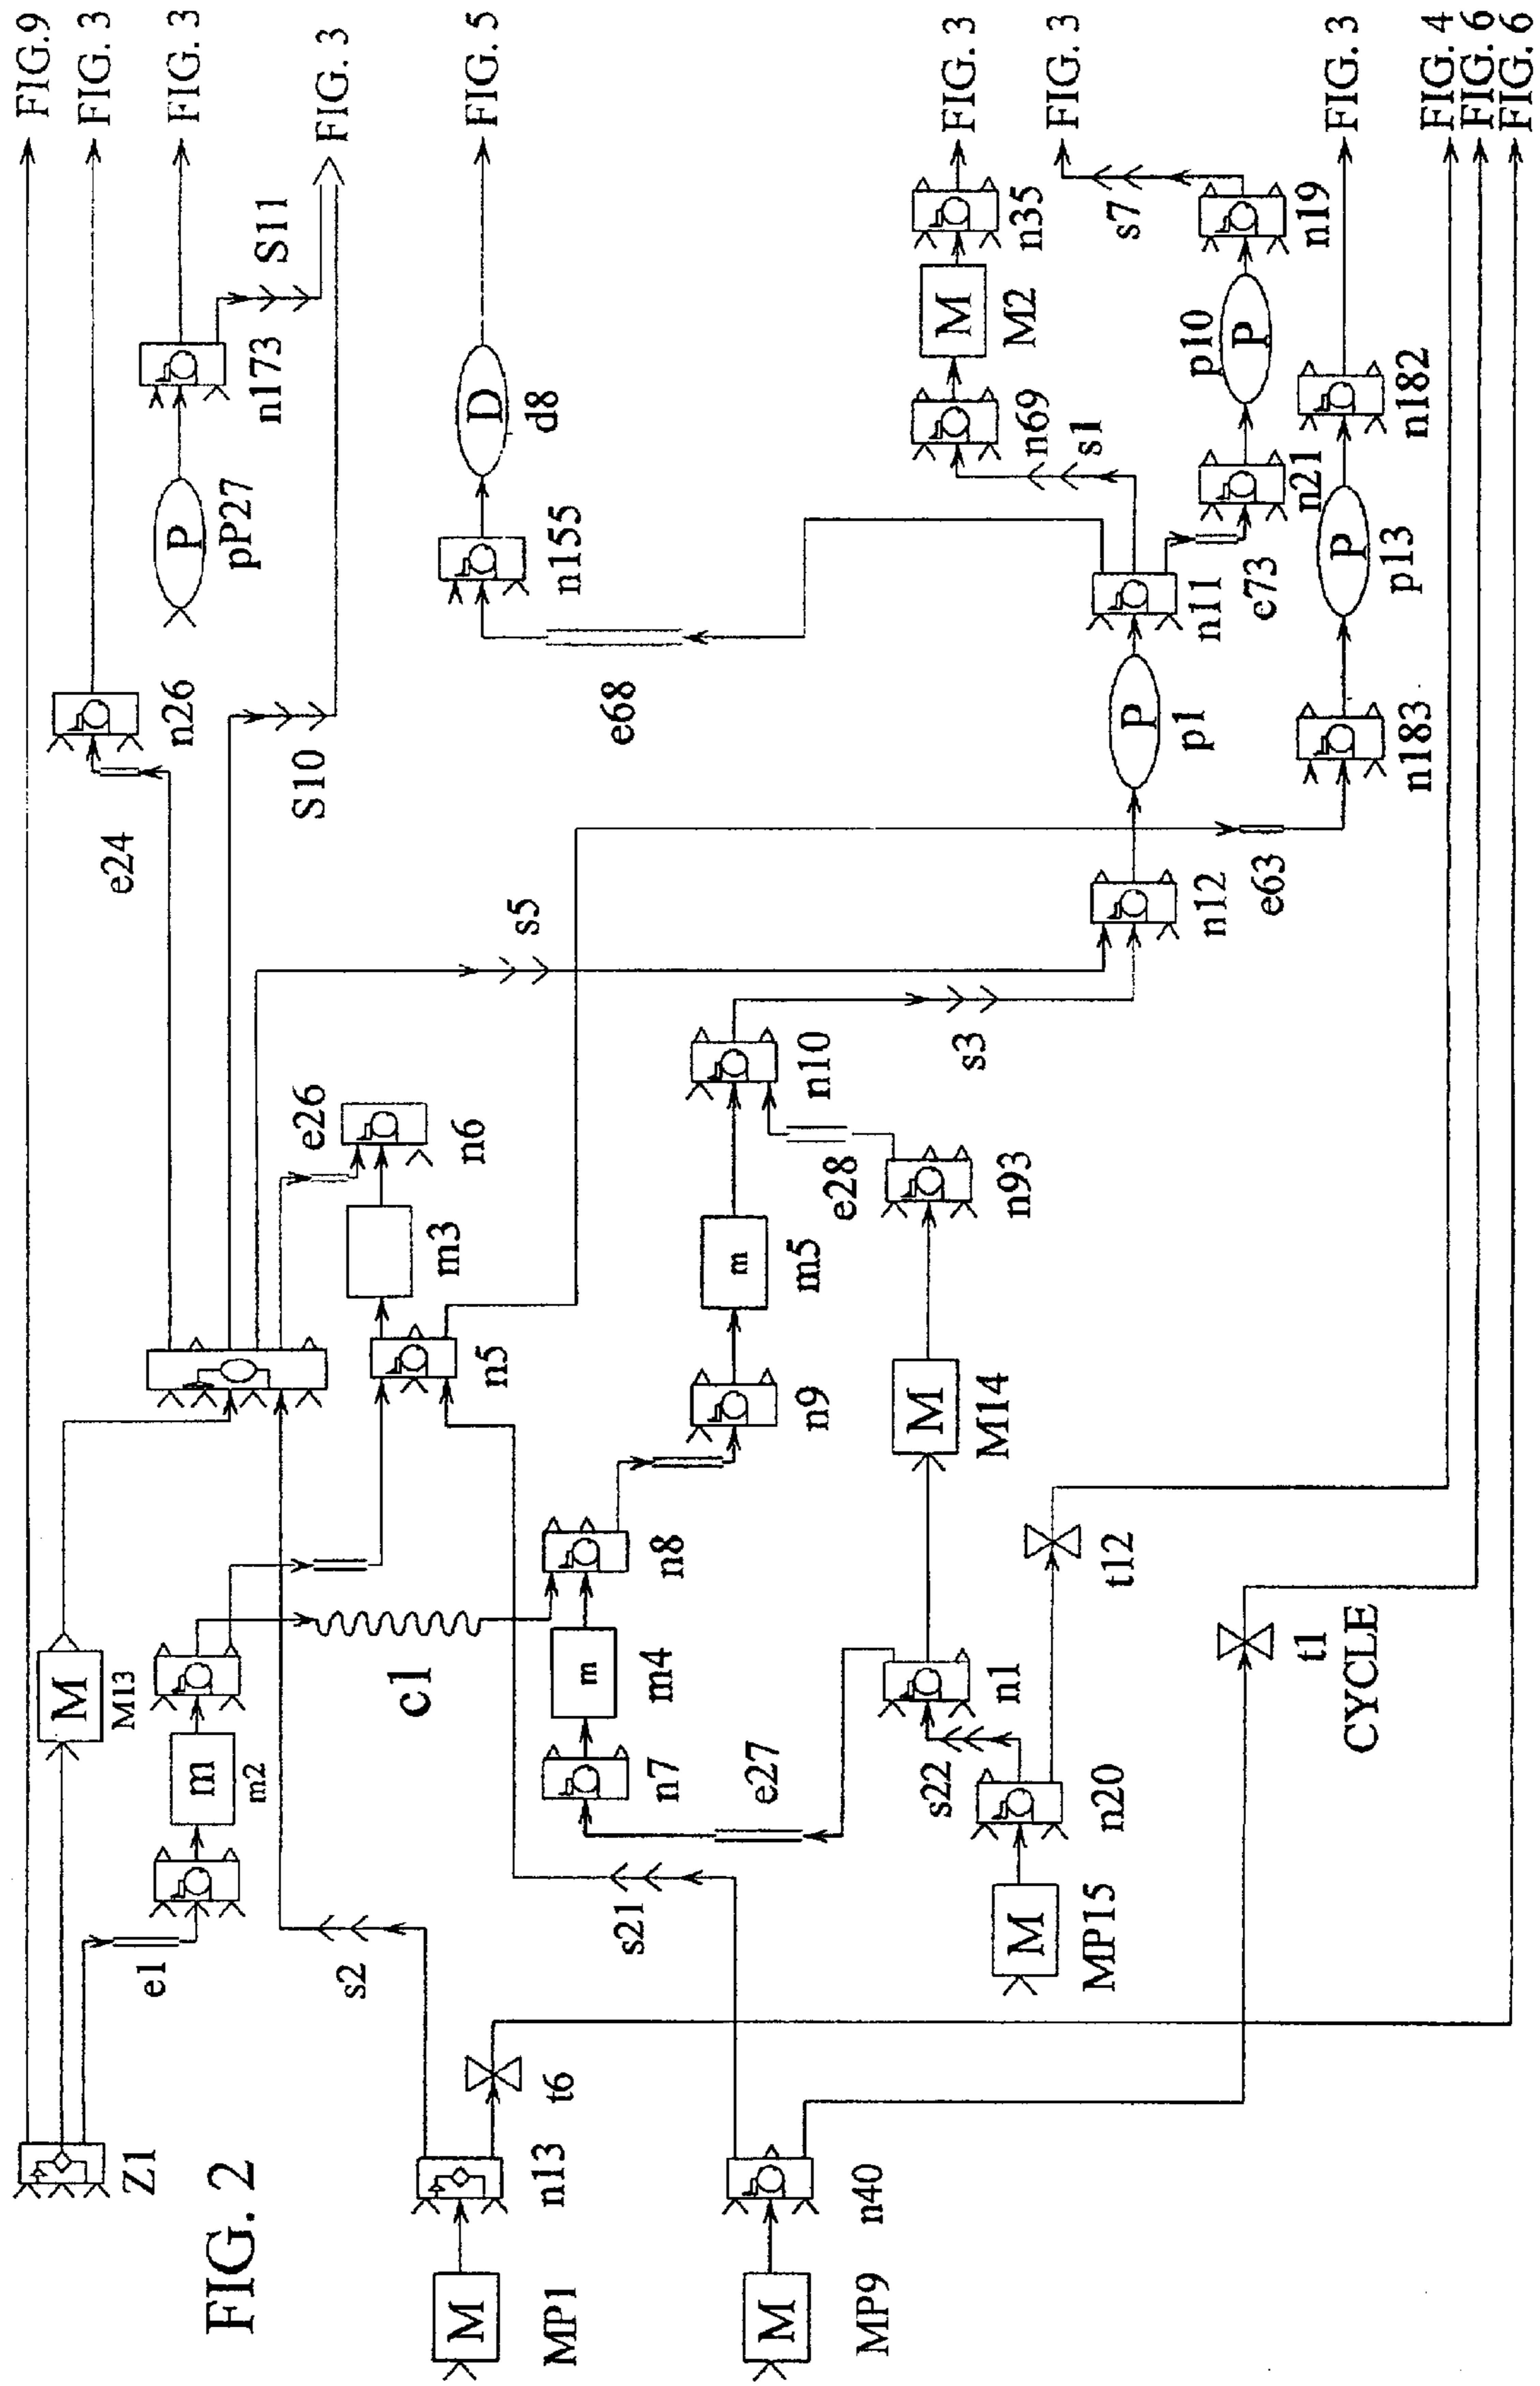 FIG. 2
Z1
e1
M
M13
m
m2
FIG.9
FIG. 3
FIG. 3
FIG. 3
e24
n26
P
pP27
n173
S11
S10
s2
c1
e26
n6
m3
n5
s5
D
d8
n155
FIG. 5
e68
M
MP1
n13
t6
s21
n7
m
m4
n8
e27
n9
m
m5
n10
s3
e28
n93
M
M14
n1
s22
n20
M
MP15
t12
M
MP9
n40
t1
CYCLE
n12
P
p1
n11
s1
n69
M
M2
n35
FIG. 3
e73
n21
P
p10
n19
s7
FIG. 3
e63
n183
P
p13
n182
FIG. 3
FIG. 4
FIG. 6
FIG. 6